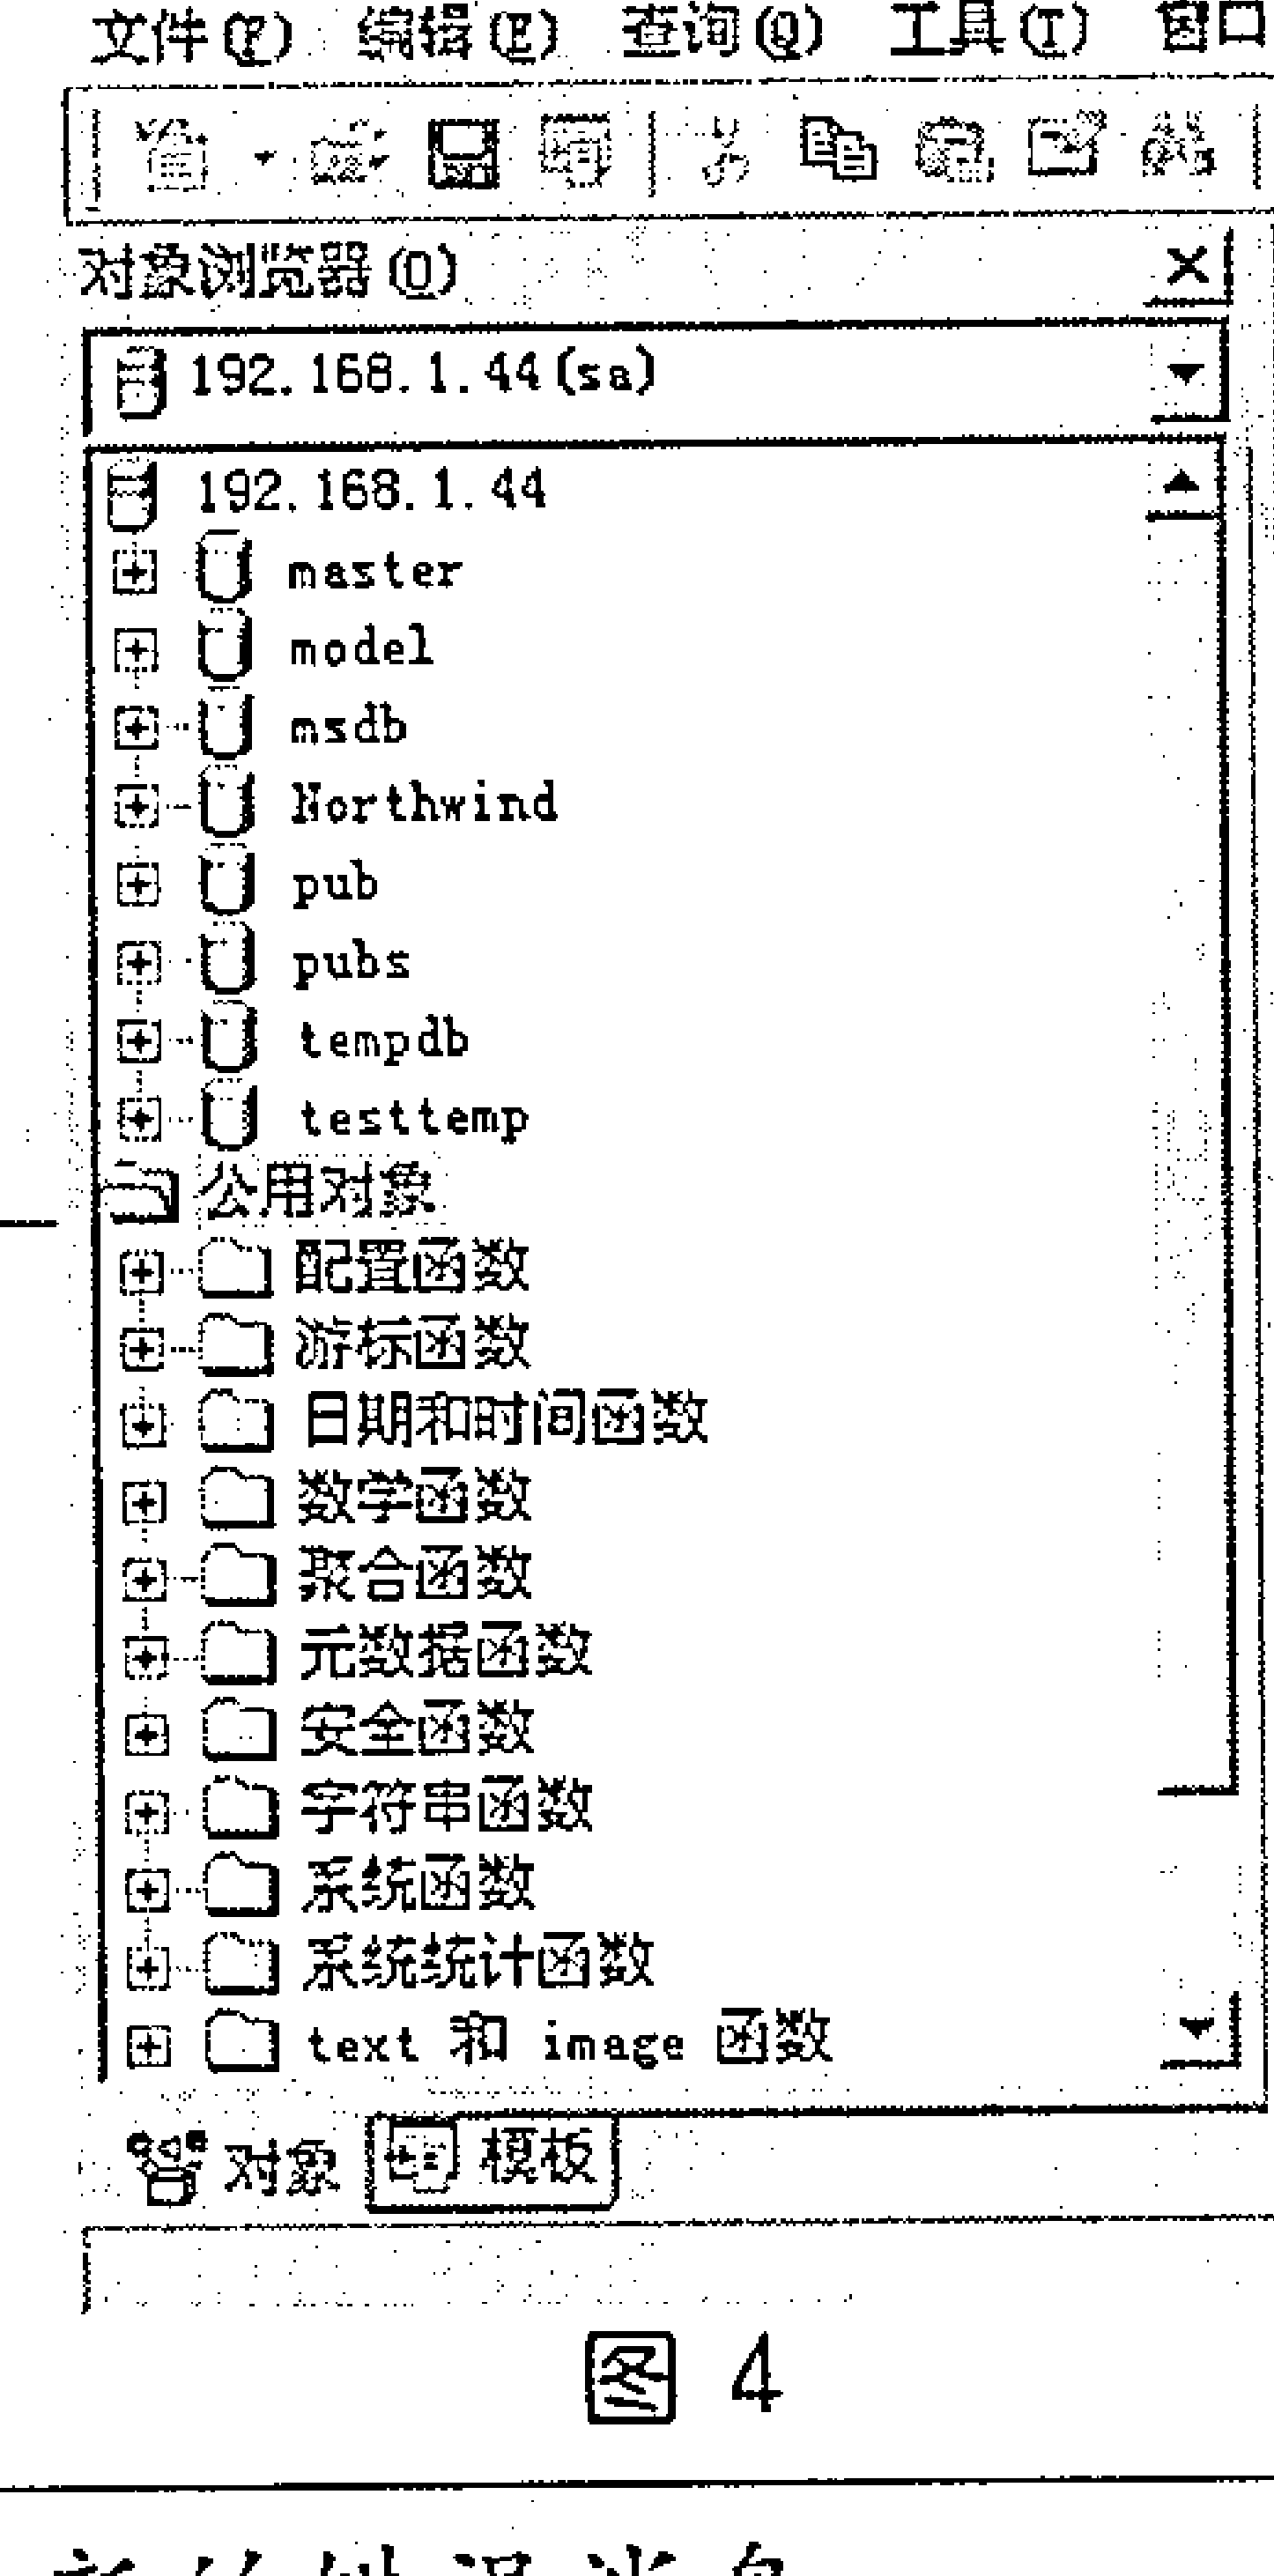 文件(F) 编辑(E) 查询(Q) 工具(T) 窗口
对象浏览器(O)
192.168.1.44(sa)
192.168.1.44
master
model
msdb
Northwind
pub
pubs
tempdb
testtemp
公用对象
配置函数
游标函数
日期和时间函数
数学函数
聚合函数
元数据函数
安全函数
字符串函数
系统函数
系统统计函数
text 和 image 函数
对象 模板
图 4